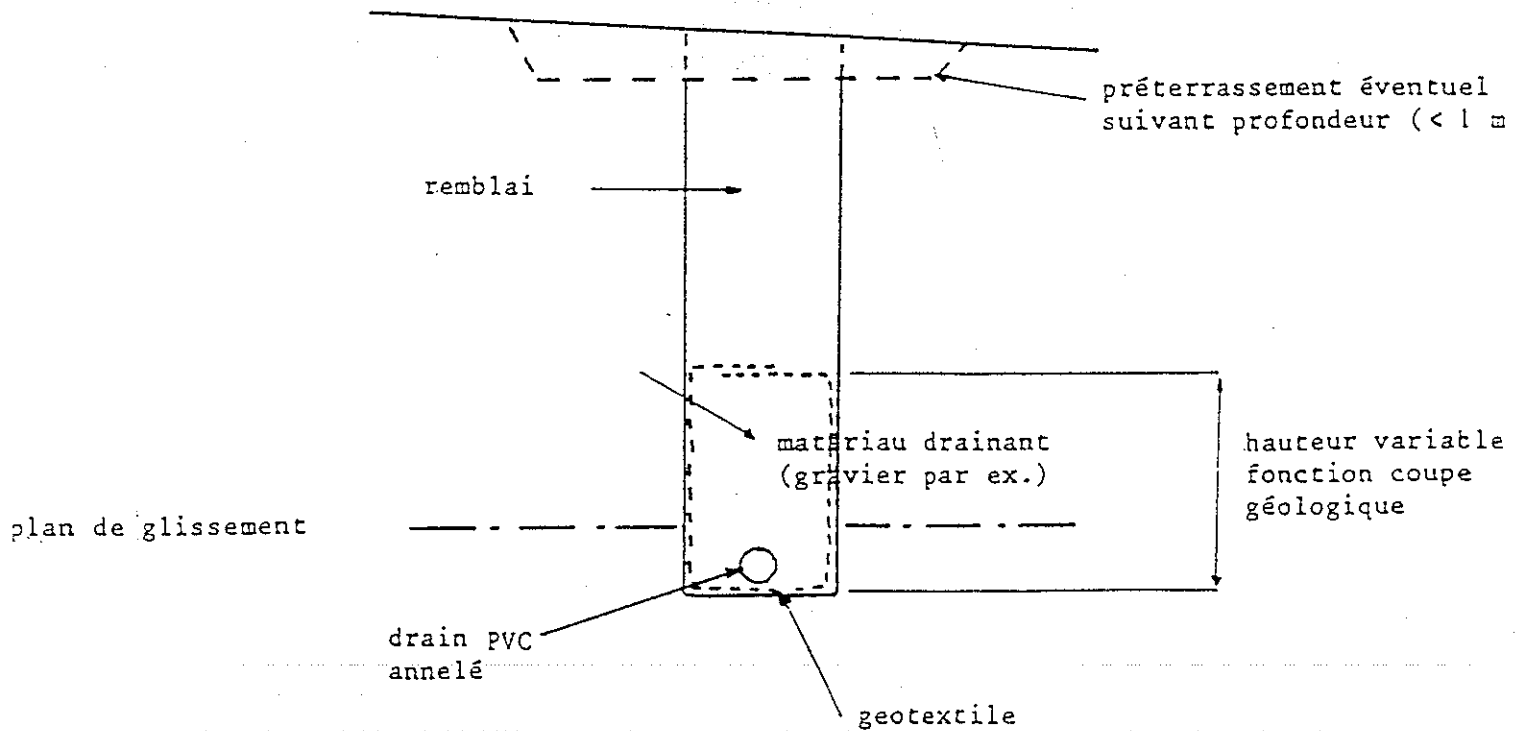 préterrassement éventuel
suivant profondeur (< 1 m
remblai
matériau drainant
(gravier par ex.)
hauteur variable
fonction coupe
géologique
plan de glissement
drain PVC
annelé
geotextile